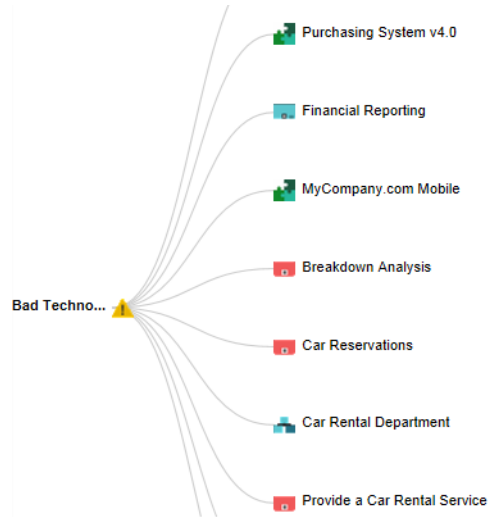 Purchasing System v4.0
Financial Reporting
MyCompany.com Mobile
Breakdown Analysis
Bad Techno...
Car Reservations
Car Rental Department
Provide a Car Rental Service